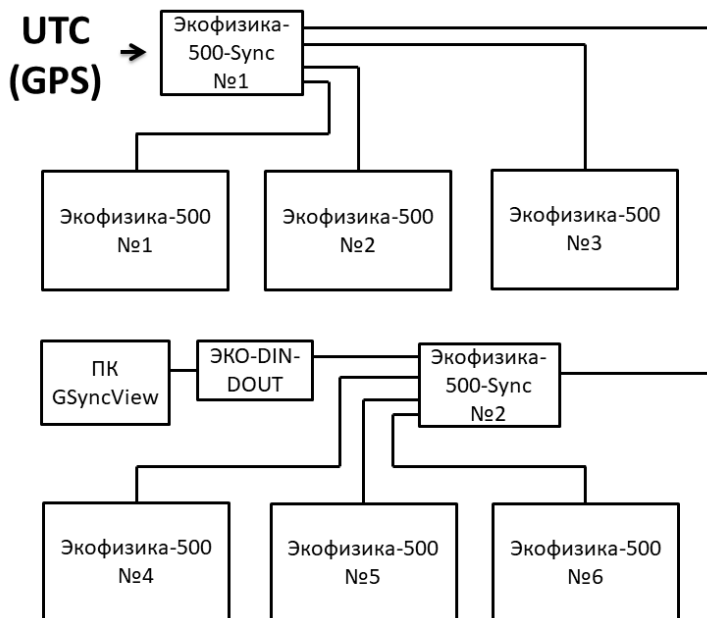 UTC
(GPS)
Экофизика-
500-Sync
№1
Экофизика-500
№1
Экофизика-500
№2
Экофизика-500
№3
ПК
GSyncView
ЭКО-DIN-
DOUT
Экофизика-
500-Sync
№2
Экофизика-500
№4
Экофизика-500
№5
Экофизика-500
№6